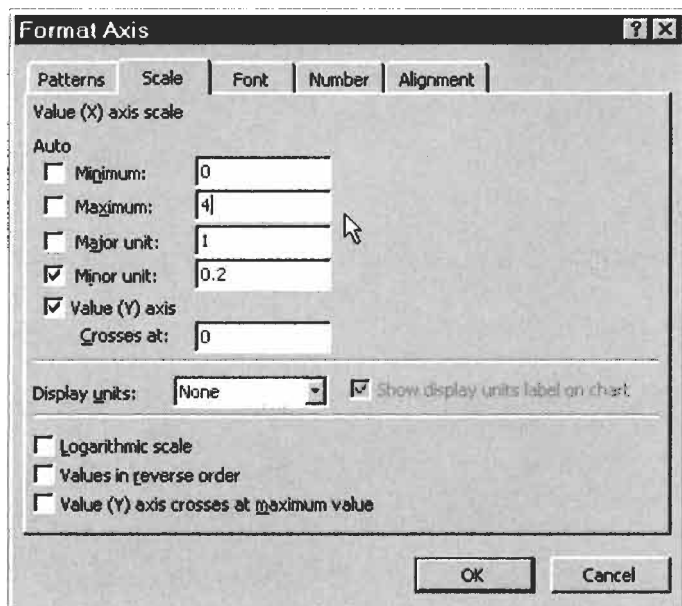 Format Axis
Patterns Scale Font Number Alignment
Value (X) axis scale
Auto
Minimum: 0
Maximum: 4
Major unit: 1
Minor unit: 0.2
Value (Y) axis
Crosses at: 0
Display units: None Show display units label on chart
Logarithmic scale
Values in reverse order
Value (Y) axis crosses at maximum value
OK Cancel